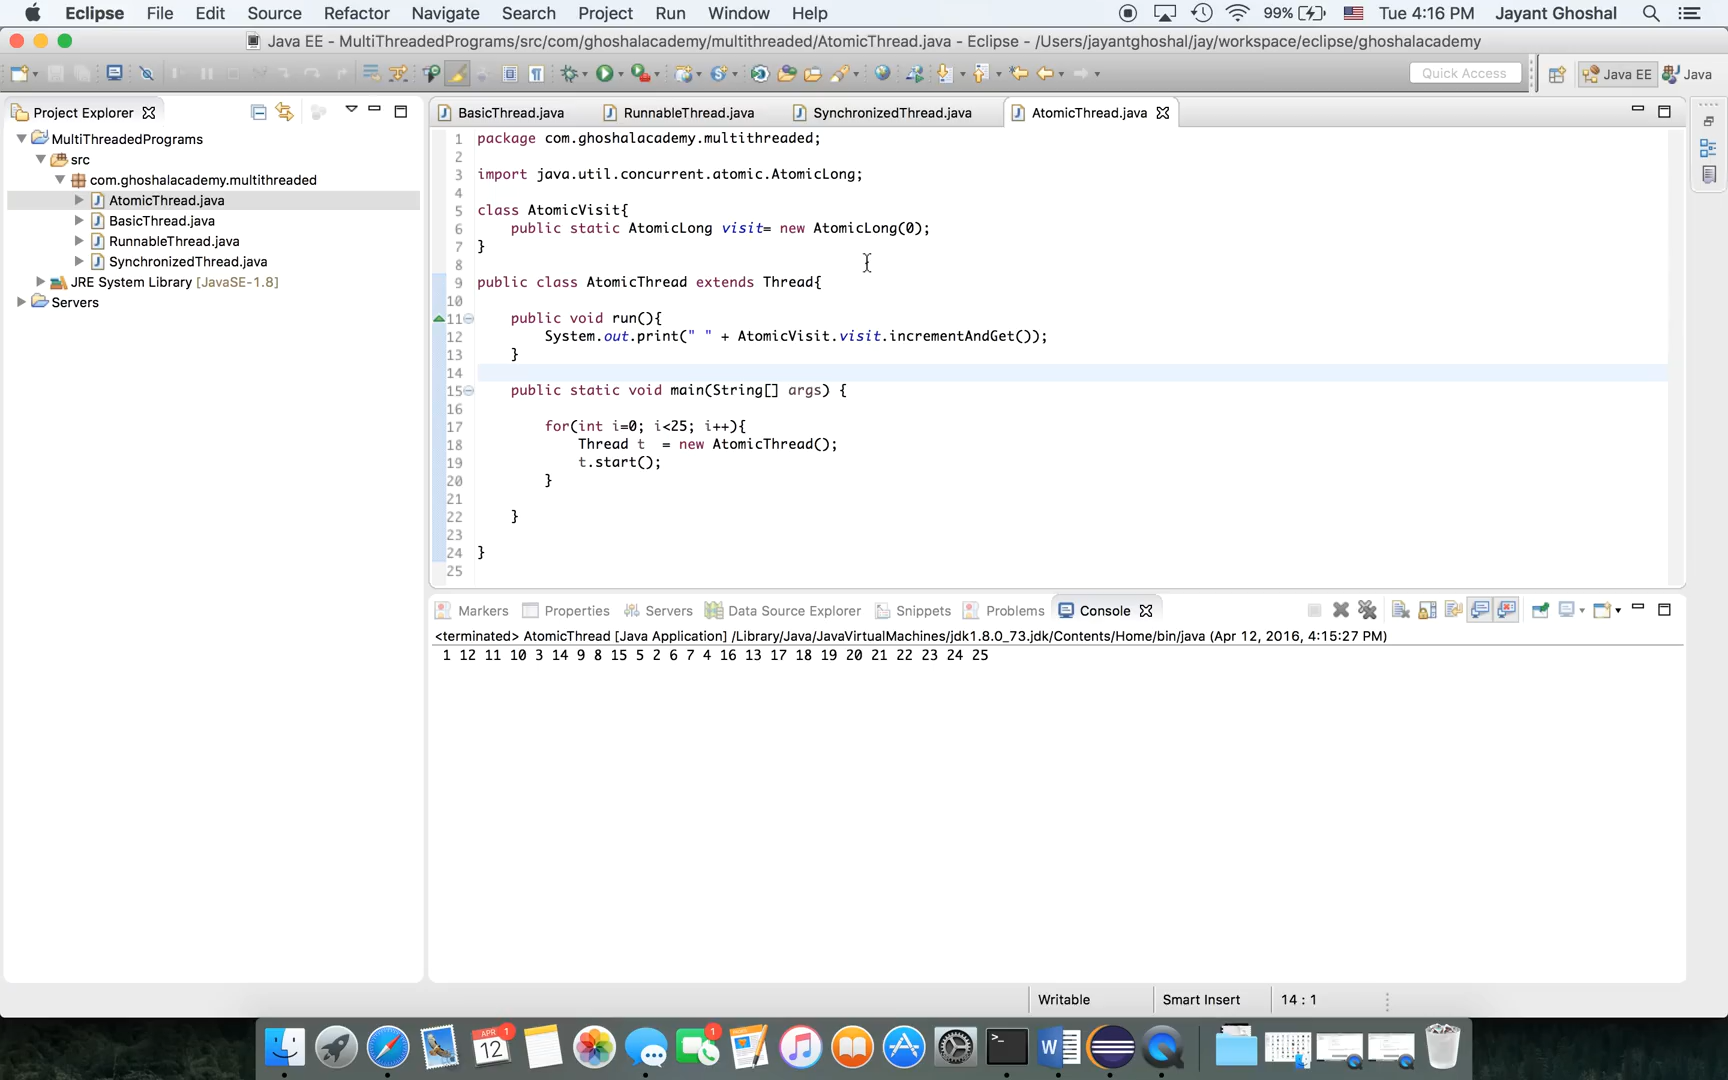 Eclipse File Edit Source Refactor Navigate Search Project Run Window Help 99% Tue 4:16 PM Jayant Ghoshal
Java EE - MultiThreadedPrograms/src/com/ghoshalacademy/multithreaded/AtomicThread.java - Eclipse - /Users/jayantghoshal/jay/workspace/eclipse/ghoshalacademy
Quick Access Java EE Java
Project Explorer
MultiThreadedPrograms
src
com.ghoshalacademy.multithreaded
AtomicThread.java
BasicThread.java
RunnableThread.java
SynchronizedThread.java
JRE System Library [JavaSE-1.8]
Servers
BasicThread.java RunnableThread.java SynchronizedThread.java AtomicThread.java
1 package com.ghoshalacademy.multithreaded;
2
3 import java.util.concurrent.atomic.AtomicLong;
4
5 class AtomicVisit{
6 public static AtomicLong visit= new AtomicLong(0);
7 }
8
9 public class AtomicThread extends Thread{
10
11 public void run(){
12 System.out.print(" " + AtomicVisit.visit.incrementAndGet());
13 }
14
15 public static void main(String[] args) {
16
17 for(int i=0; i<25; i++){
18 Thread t = new AtomicThread();
19 t.start();
20 }
21
22 }
23
24 }
25
Markers Properties Servers Data Source Explorer Snippets Problems Console
<terminated> AtomicThread [Java Application] /Library/Java/JavaVirtualMachines/jdk1.8.0_73.jdk/Contents/Home/bin/java (Apr 12, 2016, 4:15:27 PM)
1 12 11 10 3 14 9 8 15 5 2 6 7 4 16 13 17 18 19 20 21 22 23 24 25
Writable Smart Insert 14 : 1
APR 1
12
1